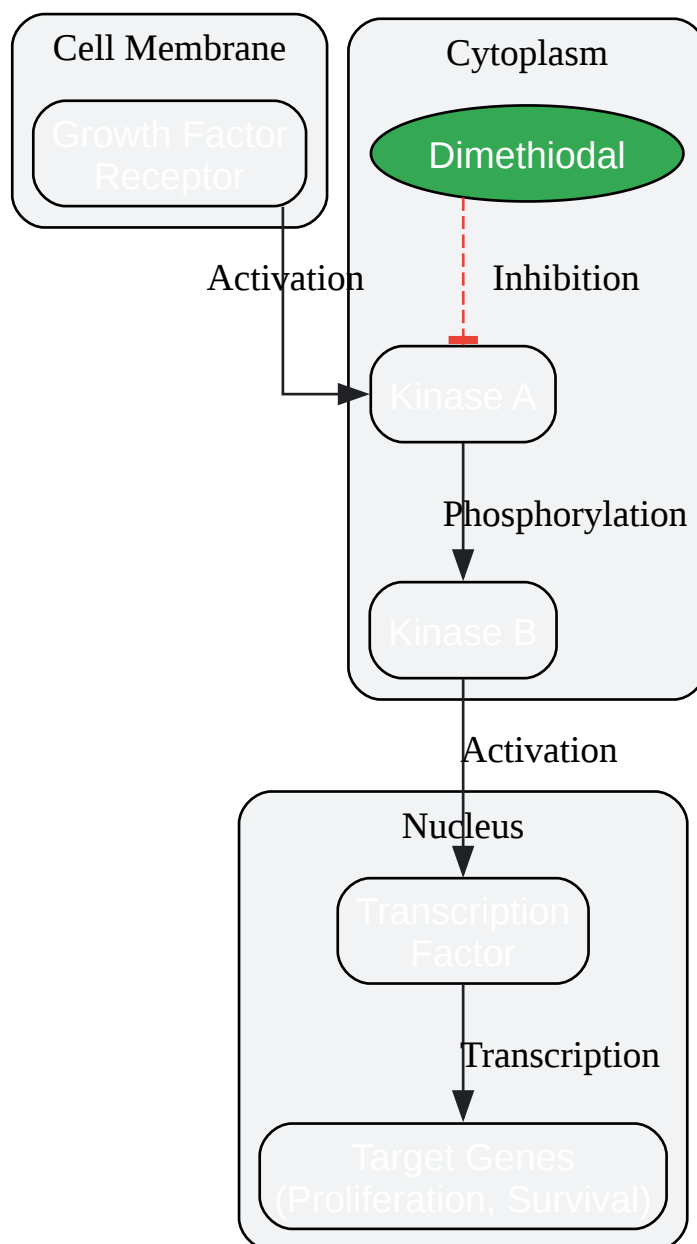 Cell Membrane
Growth Factor
Receptor
Cytoplasm
Dimethiodal
Activation
Inhibition
Kinase A
Phosphorylation
Kinase B
Activation
Nucleus
Transcription
Factor
Transcription
Target Genes
(Proliferation, Survival)